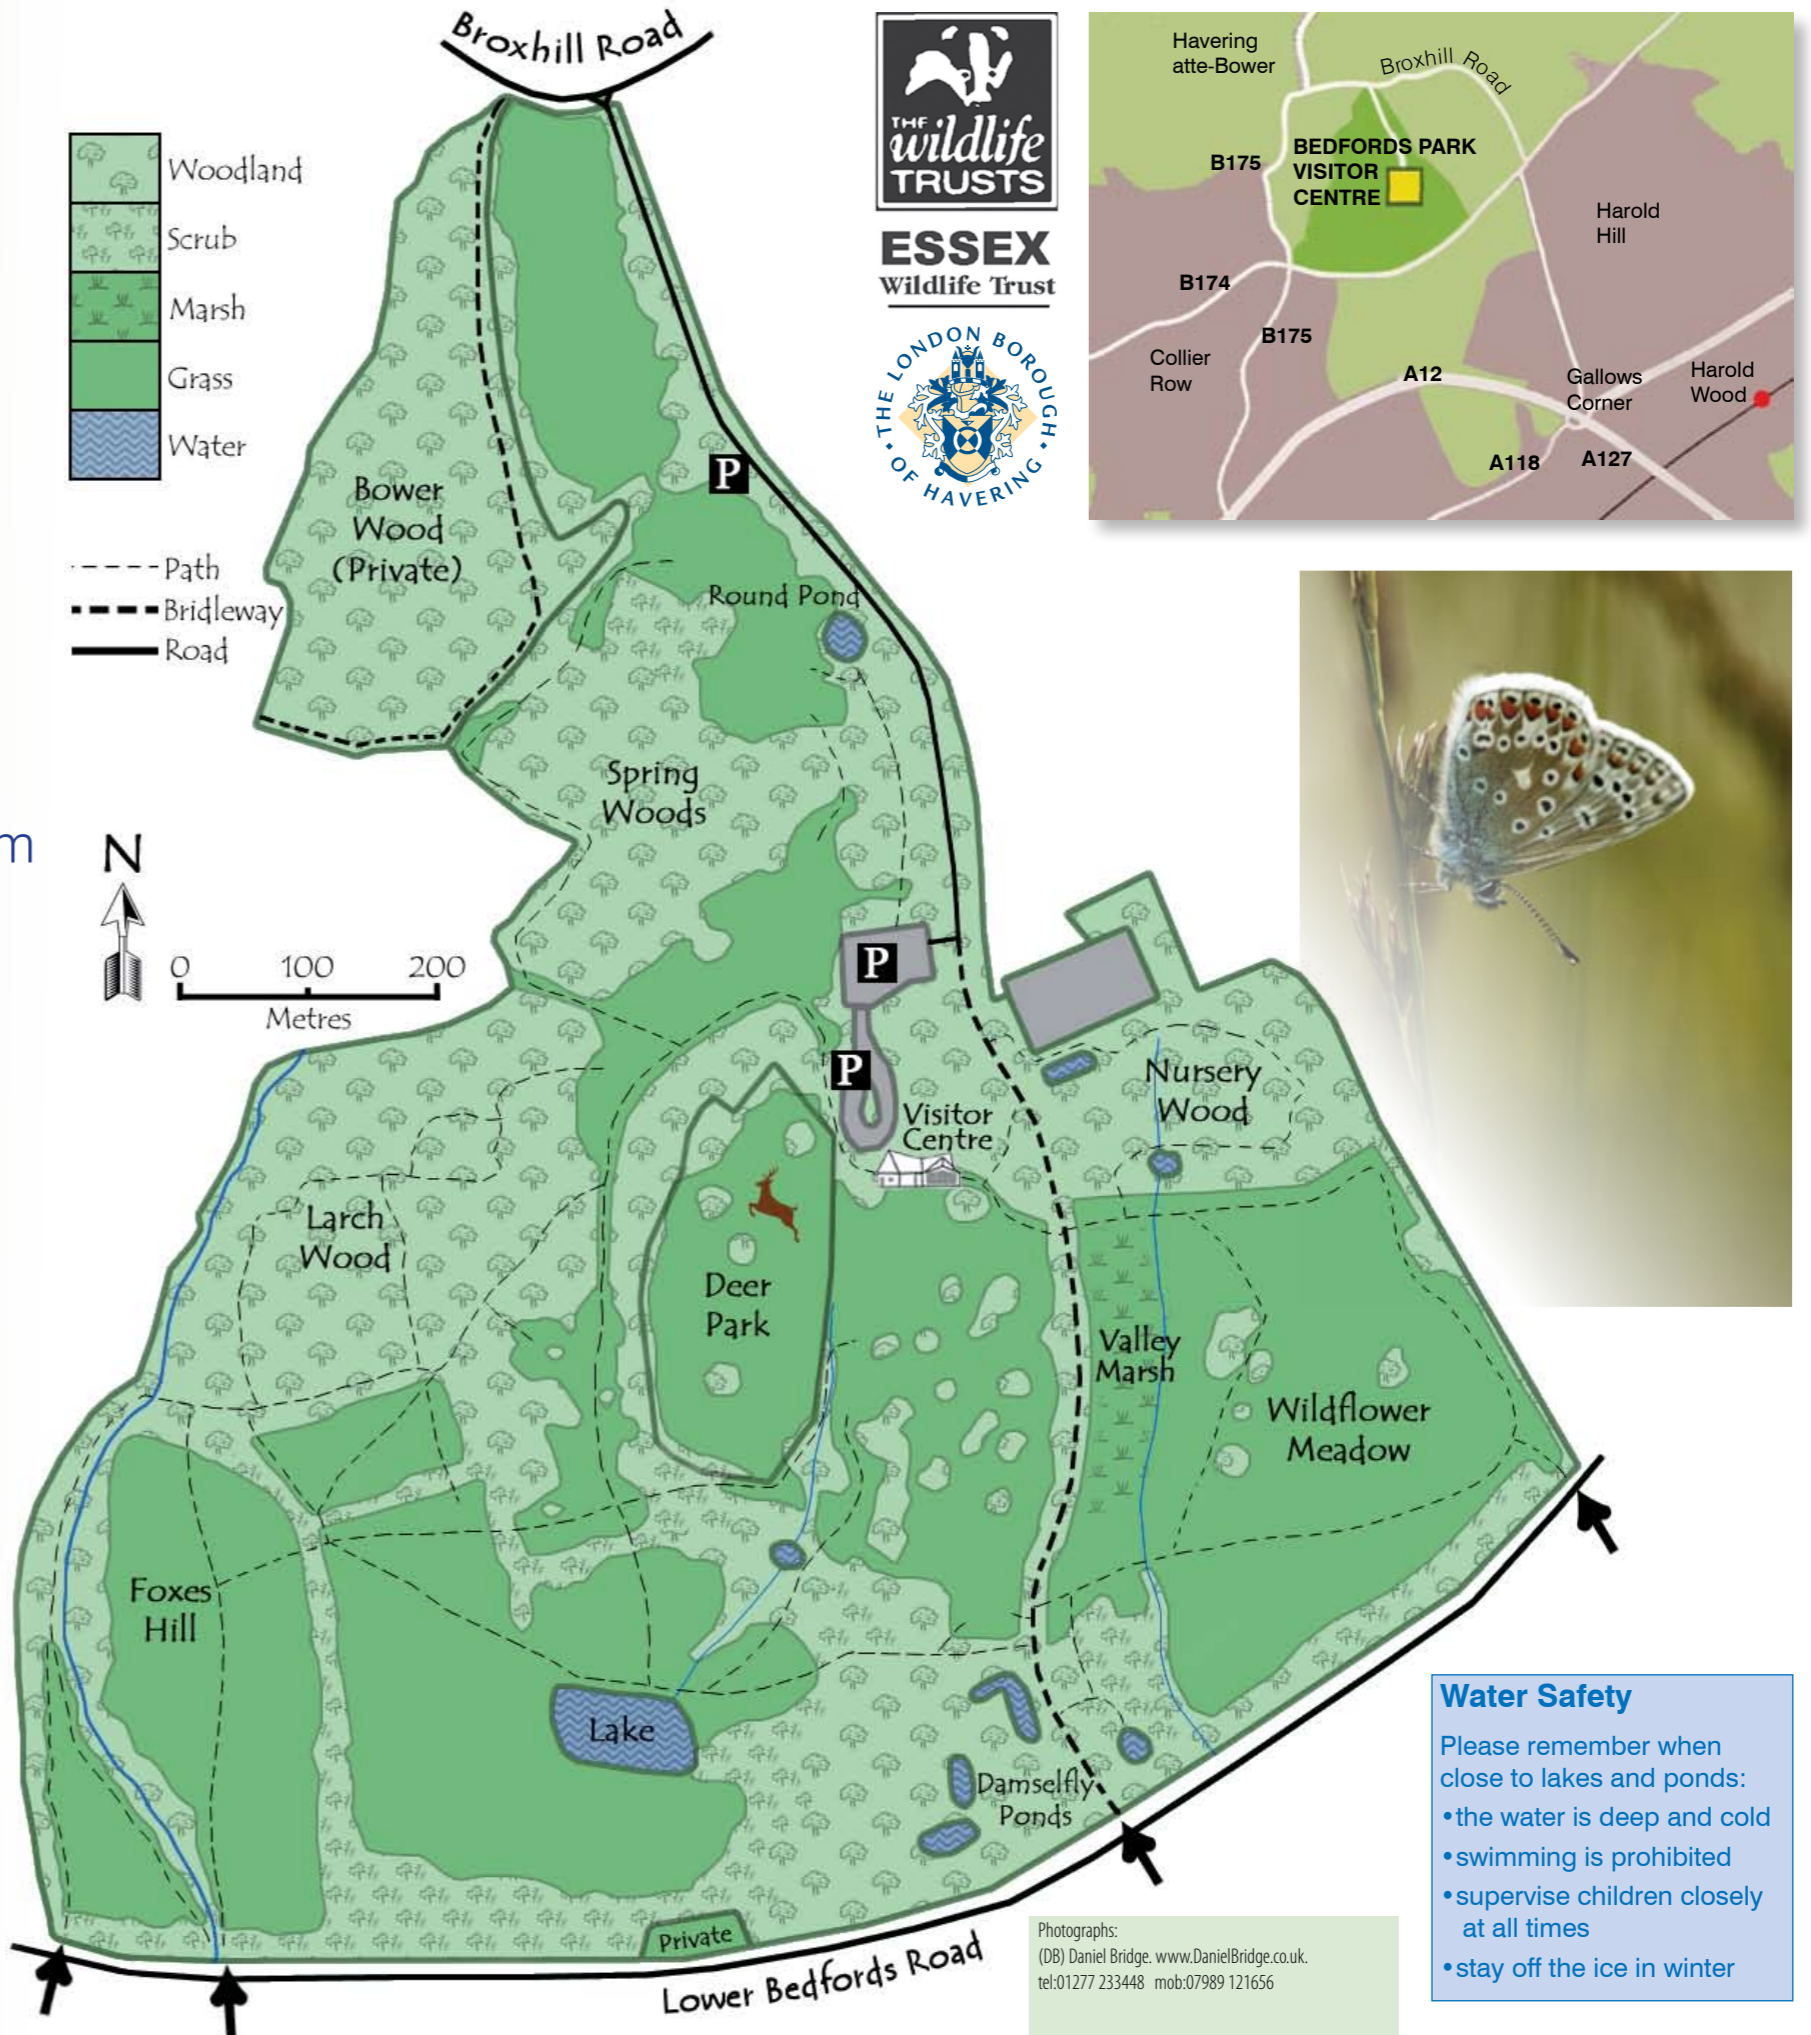 Broxhill Road
Woodland
Scrub
Marsh
Grass
Water
Path
Bridleway
Road
THE
wildlife
TRUSTS
ESSEX
Wildlife Trust
THE LONDON BOROUGH
• OF HAVERING •
Havering
atte-Bower
Broxhill Road
BEDFORDS PARK
VISITOR
CENTRE
B175
Harold
Hill
B174
B175
Collier
Row
A12
Gallows
Corner
Harold
Wood
A118
A127
P
Bower
Wood
(Private)
Round Pond
Spring
Woods
m
N
0 100 200
Metres
P
P
Visitor
Centre
Nursery
Wood
Larch
Wood
Deer
Park
Valley
Marsh
Wildflower
Meadow
Foxes
Hill
Lake
Damselfly
Ponds
Private
Lower Bedfords Road
Photographs:
(DB) Daniel Bridge. www.DanielBridge.co.uk.
tel:01277 233448 mob:07989 121656
Water Safety
Please remember when
close to lakes and ponds:
•the water is deep and cold
•swimming is prohibited
•supervise children closely
at all times
•stay off the ice in winter